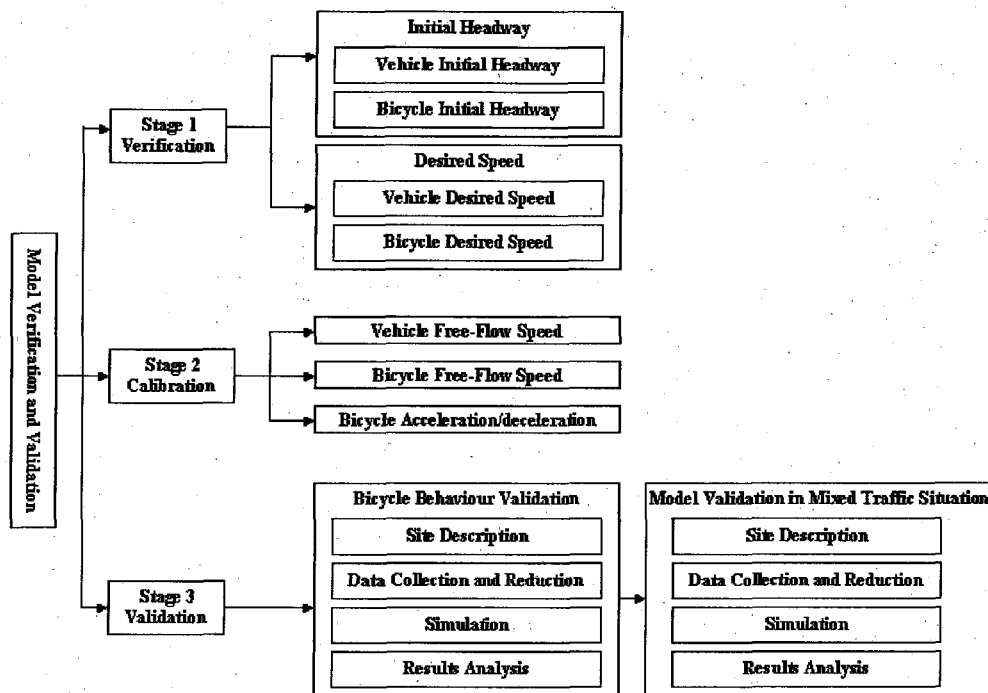 Model Verification and Validation
Stage 1
Verification
Initial Headway
Vehicle Initial Headway
Bicycle Initial Headway
Desired Speed
Vehicle Desired Speed
Bicycle Desired Speed
Stage 2
Calibration
Vehicle Free-Flow Speed
Bicycle Free-Flow Speed
Bicycle Acceleration/deceleration
Stage 3
Validation
Bicycle Behaviour Validation
Site Description
Data Collection and Reduction
Simulation
Results Analysis
Model Validation in Mixed Traffic Situation
Site Description
Data Collection and Reduction
Simulation
Results Analysis